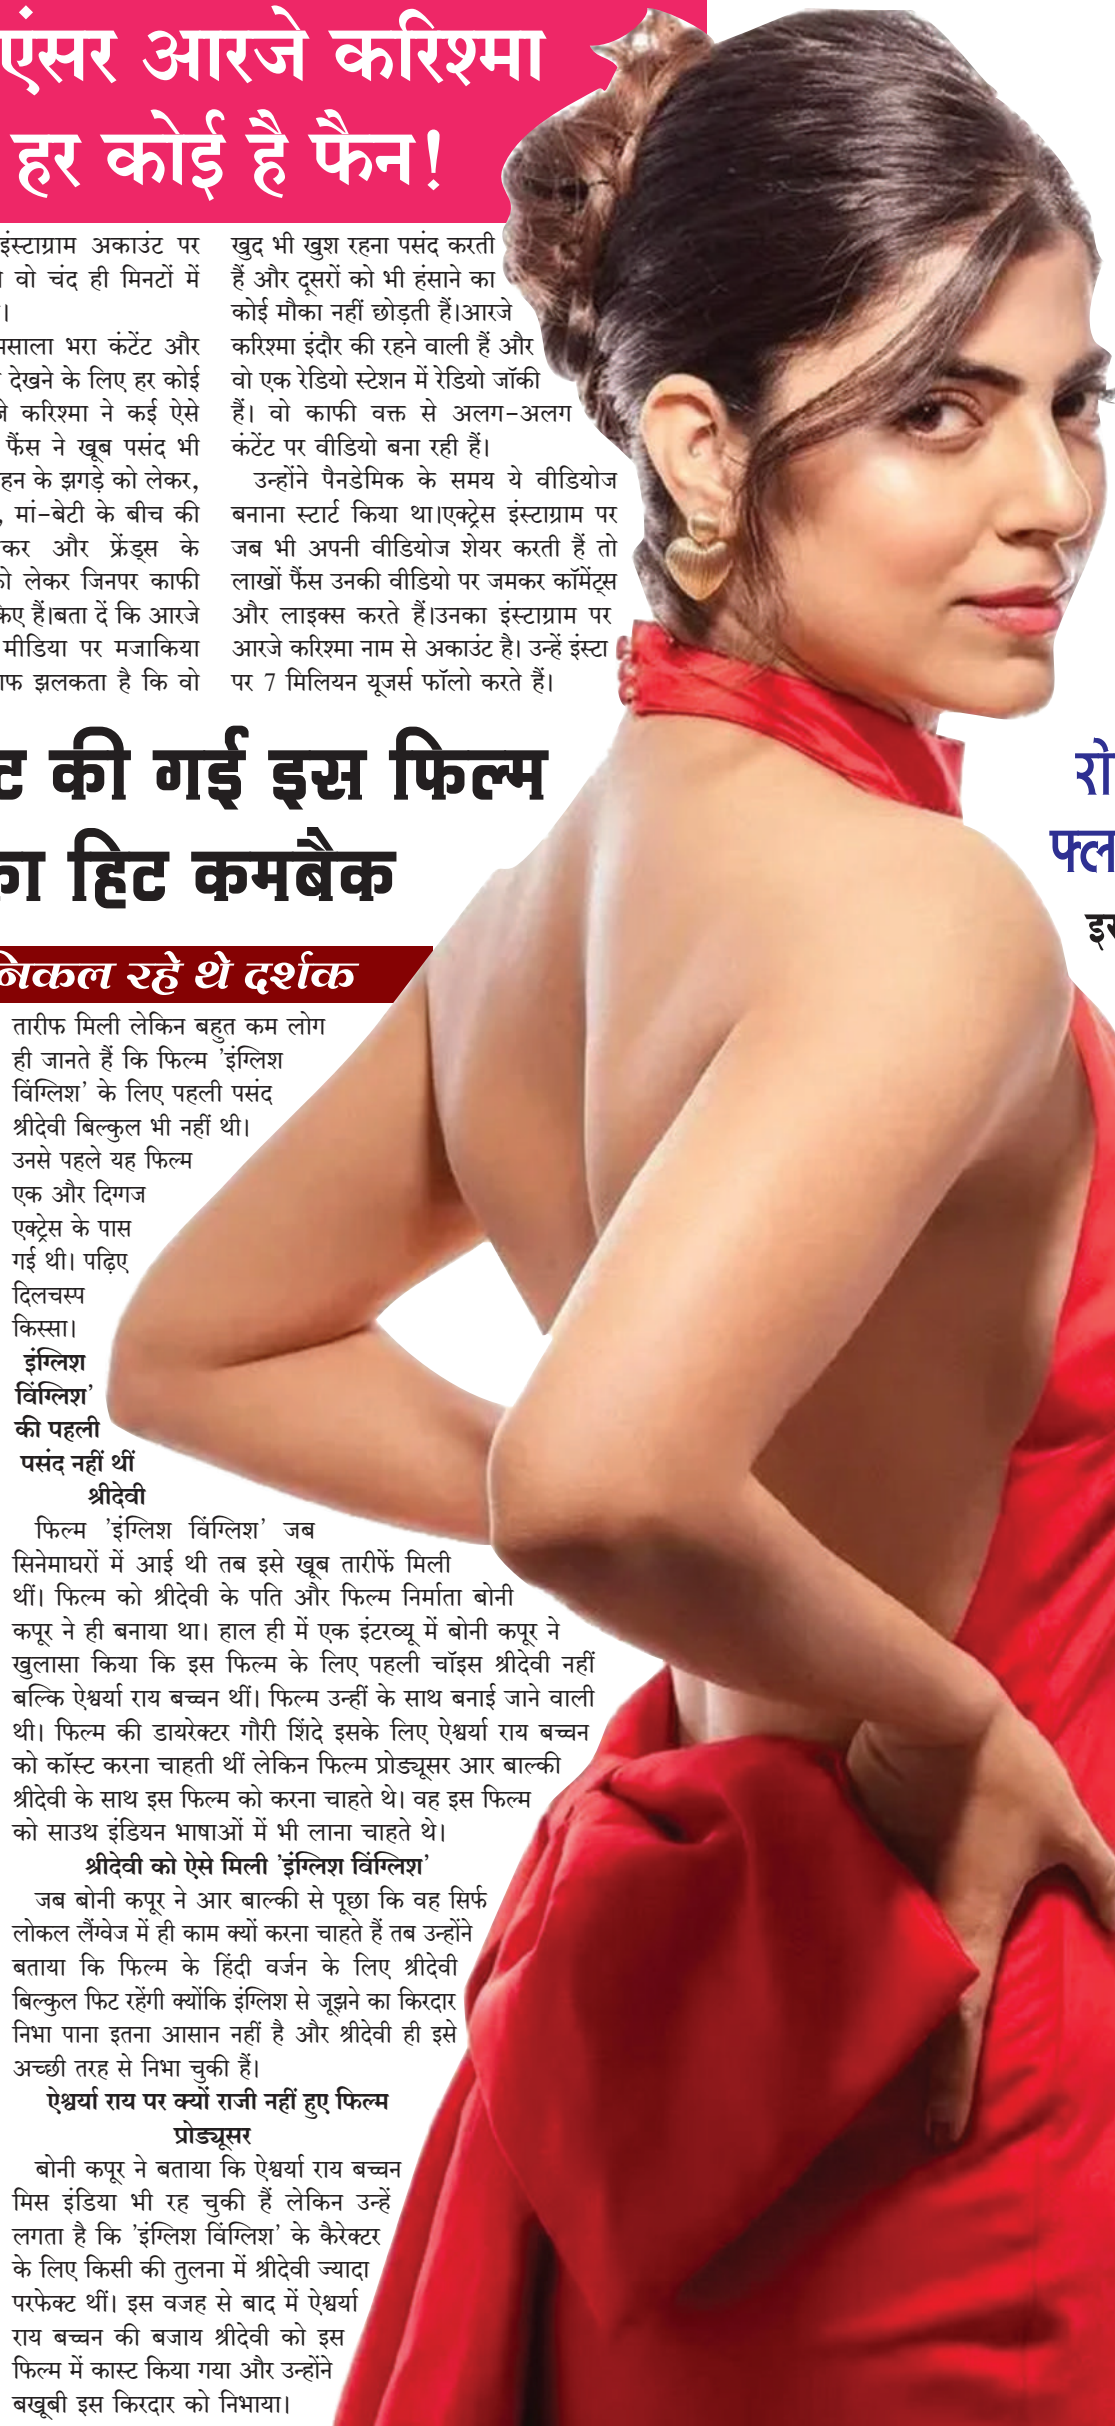 एंसर आरजे करिश्मा
हर कोई है फैन!
इंस्टाग्राम अकाउंट पर
वो चंद ही मिनटों में
मसाला भरा कंटेंट और
देखने के लिए हर कोई
करिश्मा ने कई ऐसे
फैंस ने खूब पसंद भी
के झगड़े को लेकर,
मां-बेटी के बीच की
और फ्रेंड्स के
लेकर जिनपर काफी
हैं।बता दें कि आरजे
मीडिया पर मजाकिया
झलकता है कि वो
खुद भी खुश रहना पसंद करती
हैं और दूसरों को भी हंसाने का
कोई मौका नहीं छोड़ती हैं।आरजे
करिश्मा इंदौर की रहने वाली हैं और
वो एक रेडियो स्टेशन में रेडियो जॉकी
हैं। वो काफी वक्त से अलग-अलग
कंटेंट पर वीडियो बना रही हैं।
उन्होंने पैनडेमिक के समय ये वीडियोज
बनाना स्टार्ट किया था।एक्ट्रेस इंस्टाग्राम पर
जब भी अपनी वीडियोज शेयर करती हैं तो
लाखों फैंस उनकी वीडियो पर जमकर कॉमेंट्स
और लाइक्स करते हैं।उनका इंस्टाग्राम पर
आरजे करिश्मा नाम से अकाउंट है। उन्हें इंस्टा
पर 7 मिलियन यूजर्स फॉलो करते हैं।
की गई इस फिल्म
का हिट कमबैक
निकल रहे थे दर्शक
तारीफ मिली लेकिन बहुत कम लोग
ही जानते हैं कि फिल्म 'इंग्लिश
विंग्लिश' के लिए पहली पसंद
श्रीदेवी बिल्कुल भी नहीं थी।
उनसे पहले यह फिल्म
एक और दिग्गज
एक्ट्रेस के पास
गई थी। पढ़िए
दिलचस्प
किस्सा।
इंग्लिश
विंग्लिश'
की पहली
पसंद नहीं थीं
श्रीदेवी
फिल्म 'इंग्लिश विंग्लिश' जब
सिनेमाघरों में आई थी तब इसे खूब तारीफें मिली
थीं। फिल्म को श्रीदेवी के पति और फिल्म निर्माता बोनी
कपूर ने ही बनाया था। हाल ही में एक इंटरव्यू में बोनी कपूर ने
खुलासा किया कि इस फिल्म के लिए पहली चॉइस श्रीदेवी नहीं
बल्कि ऐश्वर्या राय बच्चन थीं। फिल्म उन्हीं के साथ बनाई जाने वाली
थी। फिल्म की डायरेक्टर गौरी शिंदे इसके लिए ऐश्वर्या राय बच्चन
को कॉस्ट करना चाहती थीं लेकिन फिल्म प्रोड्यूसर आर बाल्की
श्रीदेवी के साथ इस फिल्म को करना चाहते थे। वह इस फिल्म
को साउथ इंडियन भाषाओं में भी लाना चाहते थे।
श्रीदेवी को ऐसे मिली 'इंग्लिश विंग्लिश'
जब बोनी कपूर ने आर बाल्की से पूछा कि वह सिर्फ
लोकल लैंग्वेज में ही काम क्यों करना चाहते हैं तब उन्होंने
बताया कि फिल्म के हिंदी वर्जन के लिए श्रीदेवी
बिल्कुल फिट रहेंगी क्योंकि इंग्लिश से जूझने का किरदार
निभा पाना इतना आसान नहीं है और श्रीदेवी ही इसे
अच्छी तरह से निभा चुकी हैं।
ऐश्वर्या राय पर क्यों राजी नहीं हुए फिल्म
प्रोड्यूसर
बोनी कपूर ने बताया कि ऐश्वर्या राय बच्चन
मिस इंडिया भी रह चुकी हैं लेकिन उन्हें
लगता है कि 'इंग्लिश विंग्लिश' के कैरेक्टर
के लिए किसी की तुलना में श्रीदेवी ज्यादा
परफेक्ट थीं। इस वजह से बाद में ऐश्वर्या
राय बच्चन की बजाय श्रीदेवी को इस
फिल्म में कास्ट किया गया और उन्होंने
बखूबी इस किरदार को निभाया।
रो
फ्ल